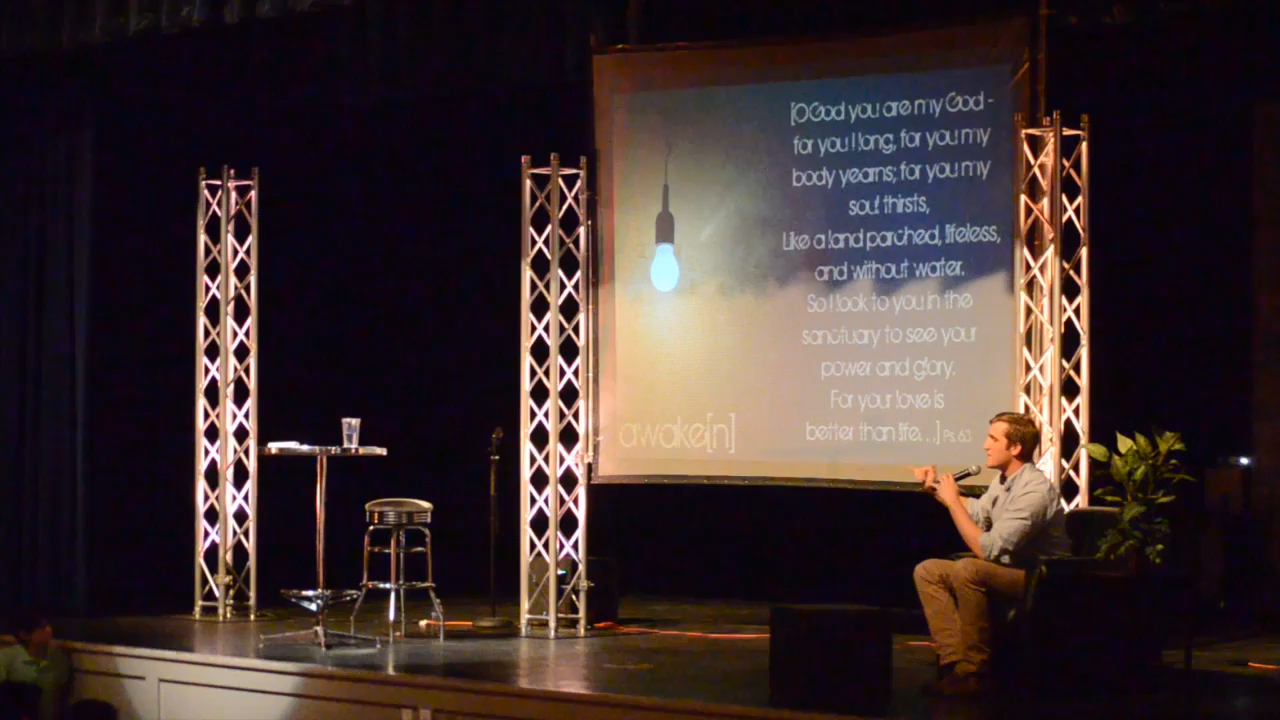 [O God you are my God -
for you I long, for you my
body yearns; for you my
soul thirsts,
Like a land parched, lifeless,
and without water.
So I look to you in the
sanctuary to see your
power and glory.
For your love is
better than life...] Ps. 63
awake[n]